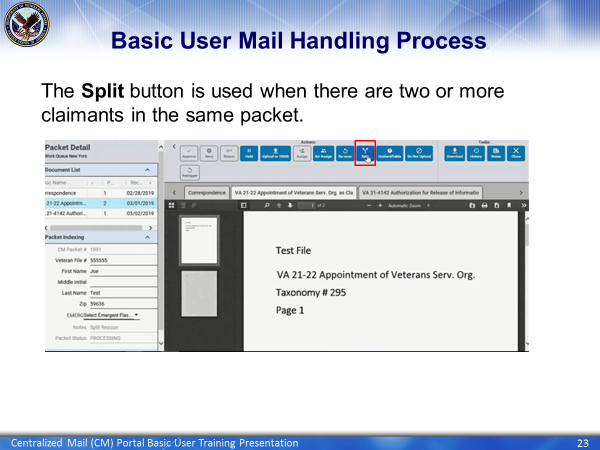 Basic User Mail Handling Process
The Split button is used when there are two or more
claimants in the same packet.
Packet Detail
Work Queue New York
Document List
oc Name P... Rec...
rrespondence 1 02/28/2019
.21-22 Appointm... 2 03/01/2019
.21-4142 Authori... 1 03/02/2019
Packet Indexing
CM Packet # 1991
Veteran File # 555555
First Name Joe
Middle Initial
Last Name Test
Zip 59636
EMERG Select Emergent Flas...
Notes Split Reason
Packet Status PROCESSING
Actions:
Approve
Deny
Return
Hold
Upload to VBMS
Assign
Re-Assign
Re-scan
Unidentifiable
Do Not Upload
Reassign
Tasks:
Download
History
Notes
Close
Correspondence
VA 21-22 Appointment of Veterans Serv. Org. as Cla
VA 21-4142 Authorization for Release of Informatio
1 of 2
Automatic Zoom
Test File
VA 21-22 Appointment of Veterans Serv. Org.
Taxonomy # 295
Page 1
Centralized Mail (CM) Portal Basic User Training Presentation
23